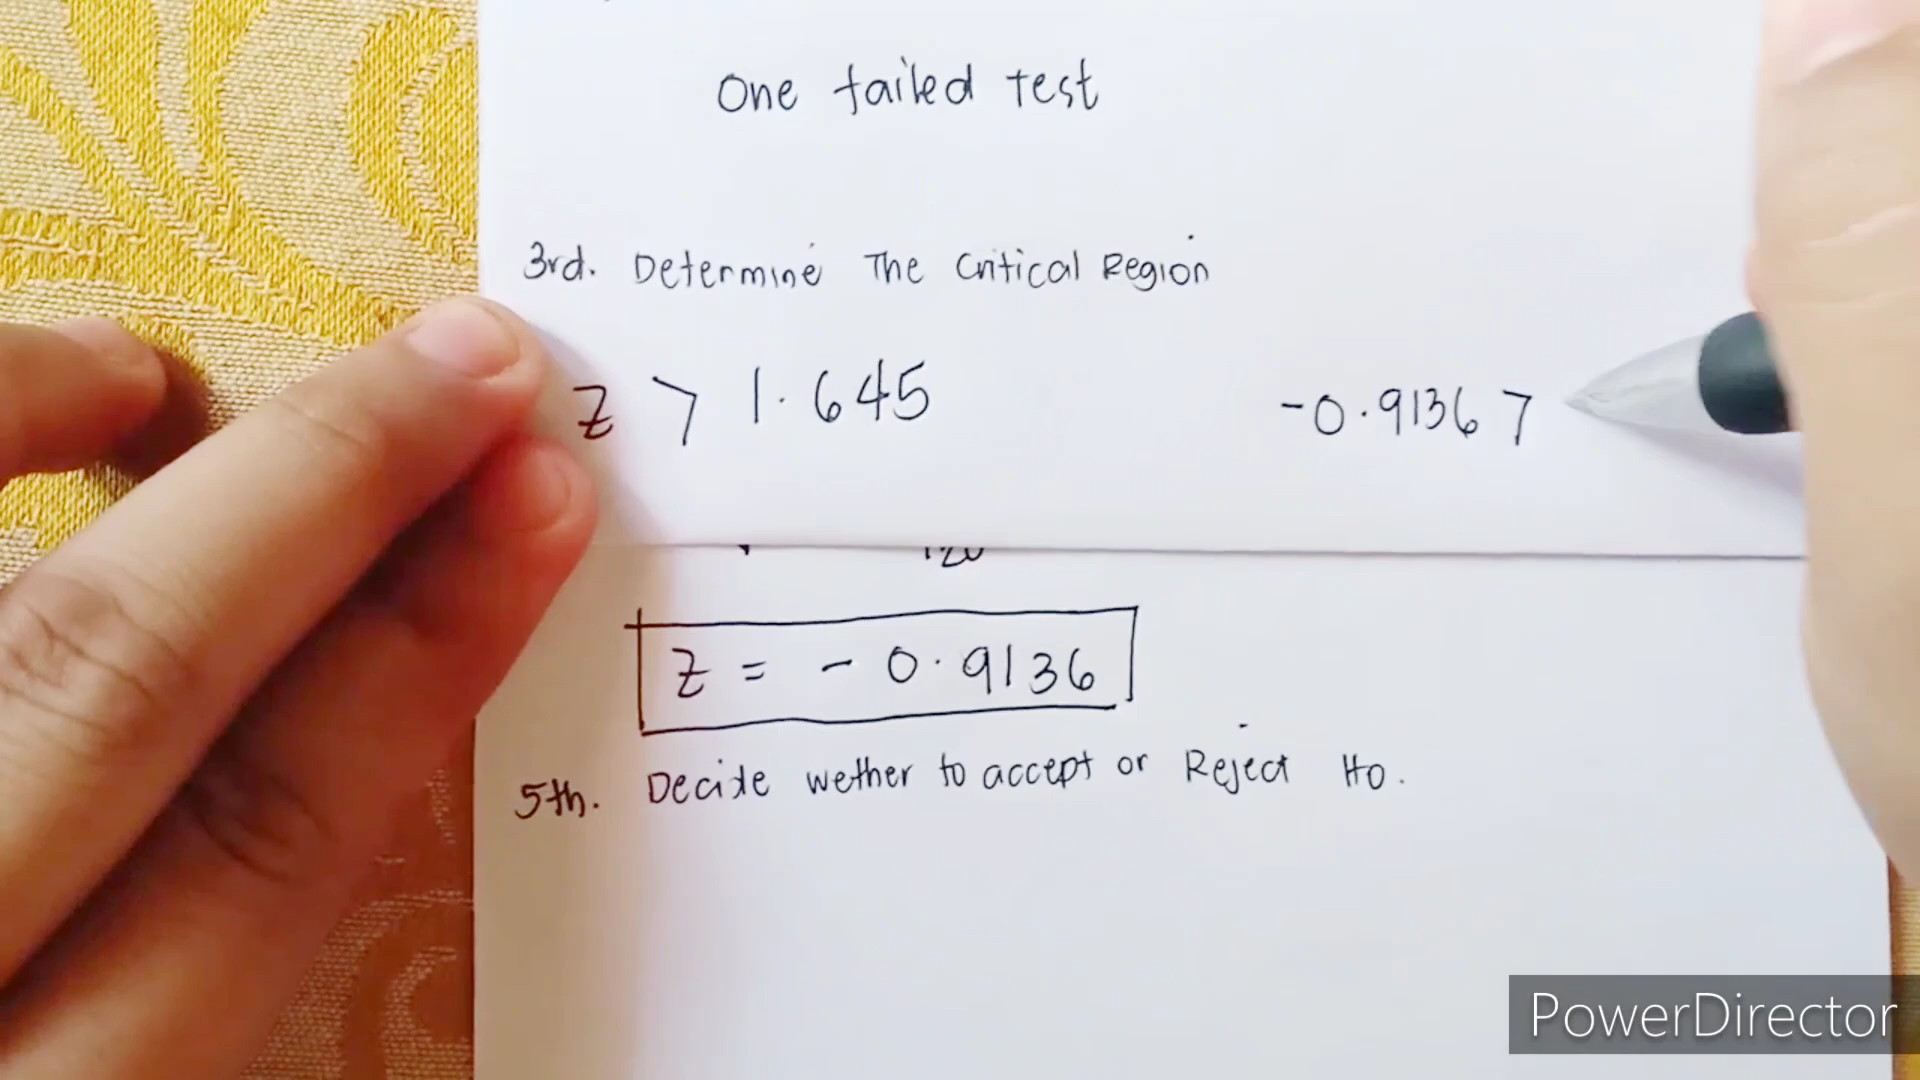 One tailed test
3rd. Determine The Critical Region
z > 1.645
-0.9136 >
120
z = - 0.9136
5th. Decide wether to accept or Reject Ho.
PowerDirector